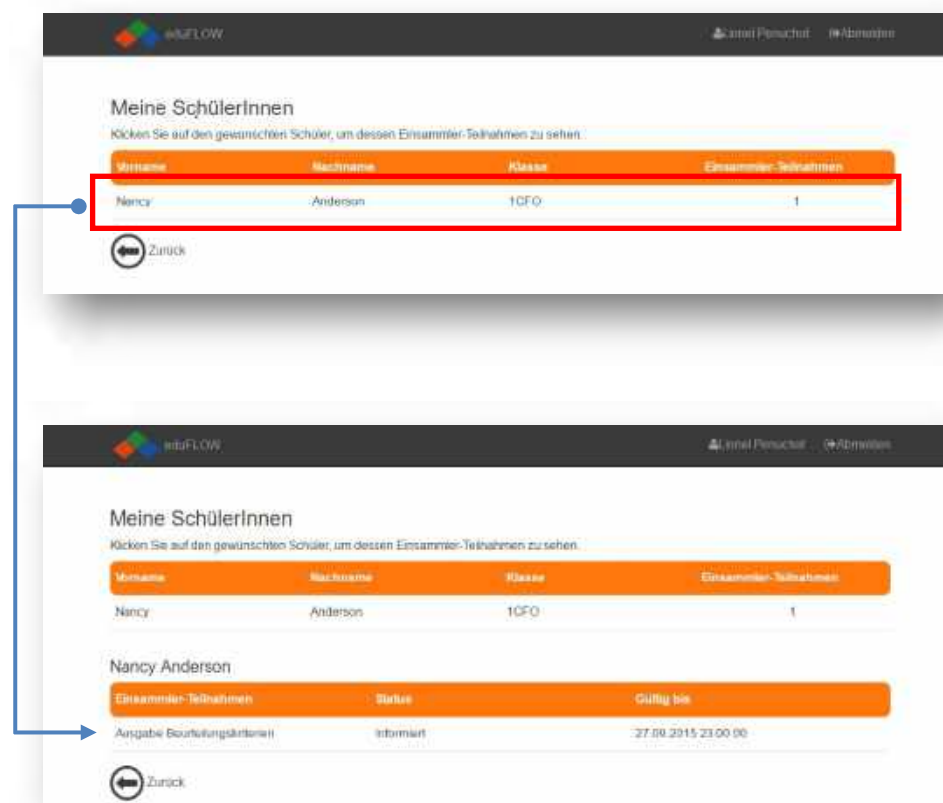 eduFLOW Lionel Peruchot Abmelden
Meine SchülerInnen
Klicken Sie auf den gewünschten Schüler, um dessen Einsammler-Teilnahmen zu sehen.
Vorname Nachname Klasse Einsammler-Teilnahmen
Nancy Anderson 1CFO 1
Zurück
eduFLOW Lionel Peruchot Abmelden
Meine SchülerInnen
Klicken Sie auf den gewünschten Schüler, um dessen Einsammler-Teilnahmen zu sehen.
Vorname Nachname Klasse Einsammler-Teilnahmen
Nancy Anderson 1CFO 1
Nancy Anderson
Einsammler-Teilnahmen Status Gültig bis
Ausgabe Beurteilungskriterien Informiert 27.09.2015 23:00:00
Zurück